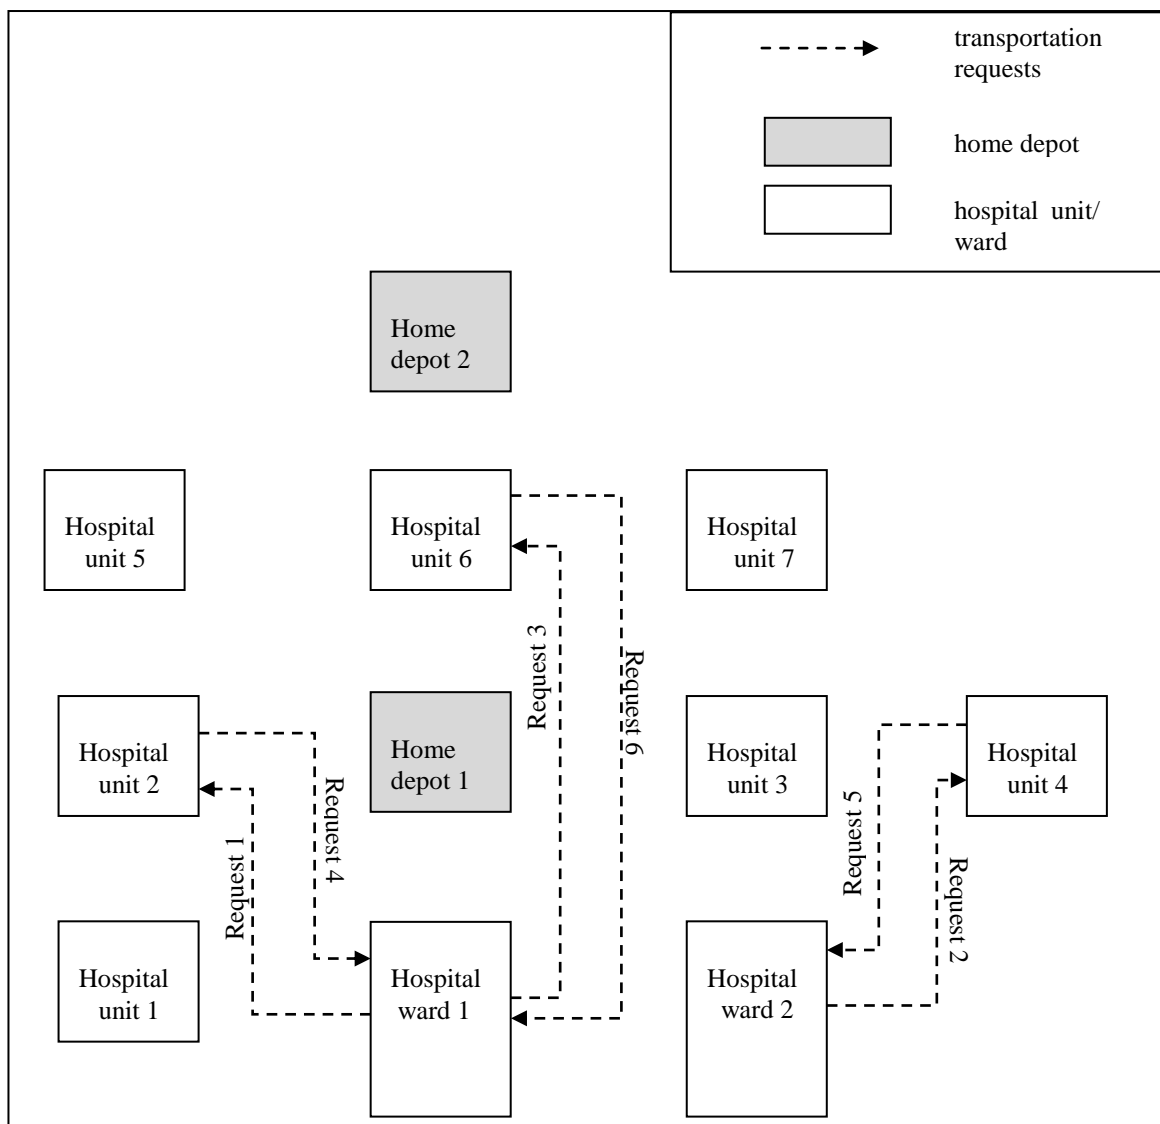 transportation
requests
home depot
hospital unit/
ward
Home
depot 2
Hospital
unit 5
Hospital
unit 6
Hospital
unit 7
Request 3
Request 6
Hospital
unit 2
Home
depot 1
Hospital
unit 3
Hospital
unit 4
Request 1
Request 4
Request 5
Request 2
Hospital
unit 1
Hospital
ward 1
Hospital
ward 2